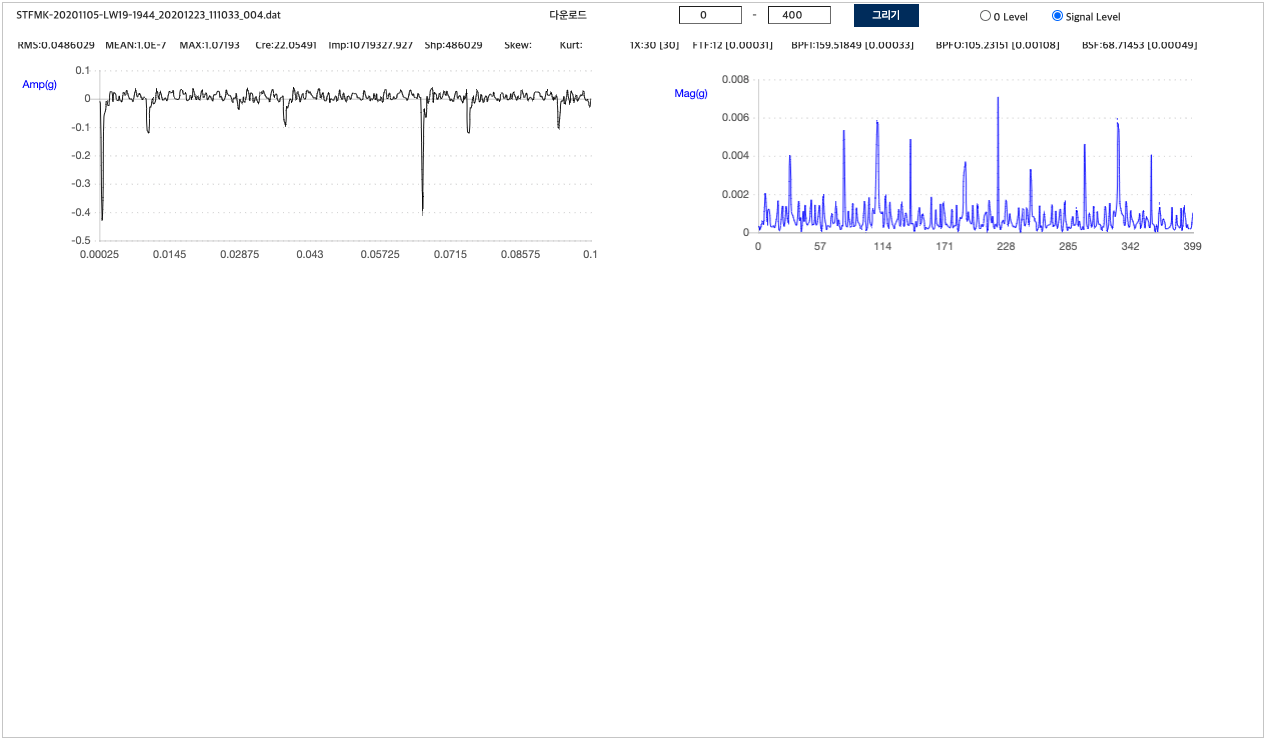 STFMK-20201105-LW19-1944_20201223_111033_004.dat 다운로드 0 - 400 그리기 0 Level Signal Level
RMS:0.0486029 MEAN:1.0E-7 MAX:1.07193 Cre:22.05491 Imp:10719327.927 Shp:486029 Skew: Kurt: 1X:30 [30] FTF:12 [0.00031] BPFI:159.51849 [0.00033] BPFO:105.23151 [0.00108] BSF:68.71453 [0.00049]
Amp(g)
0.1
0
-0.1
-0.2
-0.3
-0.4
-0.5
0.00025 0.0145 0.02875 0.043 0.05725 0.0715 0.08575 0.1
Mag(g)
0.008
0.006
0.004
0.002
0
0 57 114 171 228 285 342 399